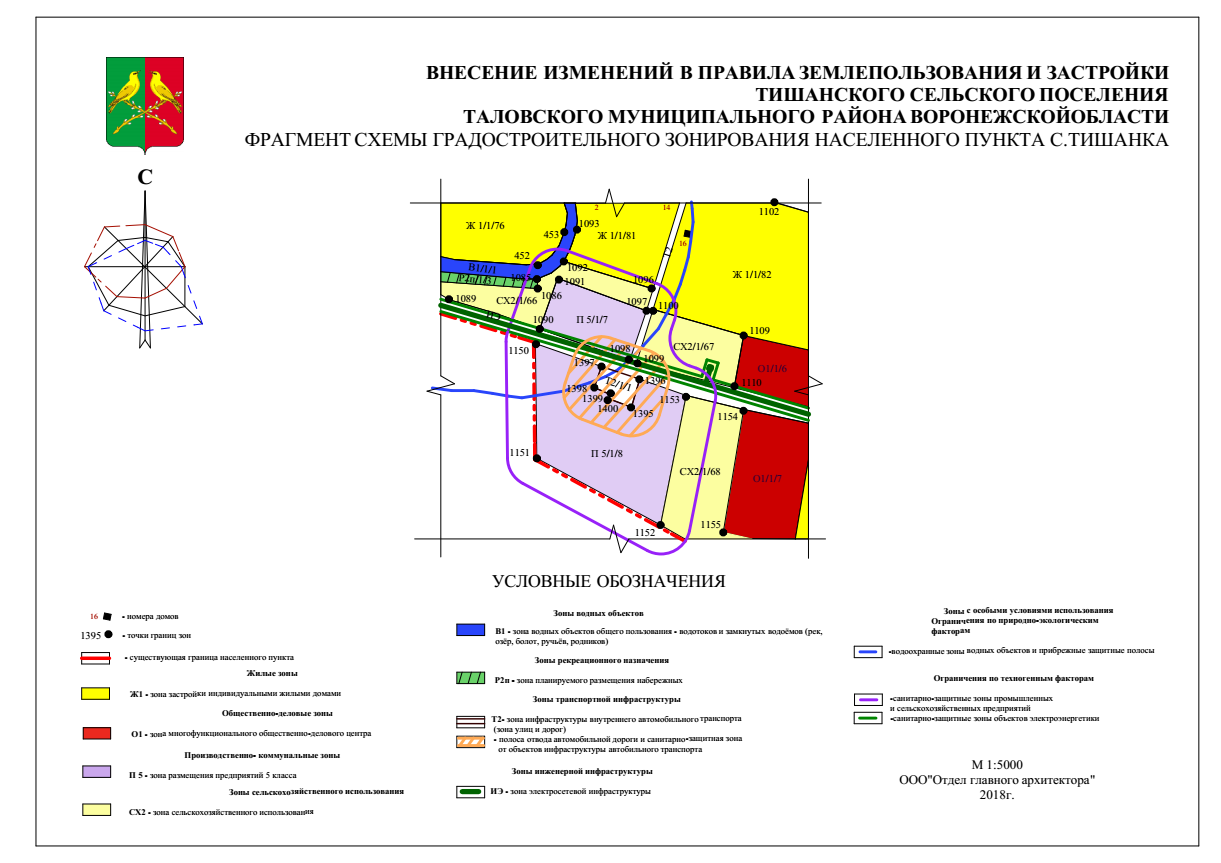 ВНЕСЕНИЕ ИЗМЕНЕНИЙ В ПРАВИЛА ЗЕМЛЕПОЛЬЗОВАНИЯ И ЗАСТРОЙКИ
ТИШАНСКОГО СЕЛЬСКОГО ПОСЕЛЕНИЯ
ТАЛОВСКОГО МУНИЦИПАЛЬНОГО РАЙОНА ВОРОНЕЖСКОЙОБЛАСТИ
ФРАГМЕНТ СХЕМЫ ГРАДОСТРОИТЕЛЬНОГО ЗОНИРОВАНИЯ НАСЕЛЕННОГО ПУНКТА С.ТИШАНКА
С
2
14
1102
Ж 1/1/76
453
1093
Ж 1/1/81
16
452
1092
В1/1/1
1085
1091
1096
Ж 1/1/82
1086
1089
СХ2/1/66
1097
1100
1090
П 5/1/7
1109
1150
1098
1099
СХ2/1/67
1397
О1/1/6
1398
Т2/1/1
1396
1110
1399
1400
1395
1153
1154
1151
П 5/1/8
СХ2/1/68
О1/1/7
1152
1155
УСЛОВНЫЕ ОБОЗНАЧЕНИЯ
16 - номера домов
1395 - точки границ зон
- существующая граница населенного пункта
Жилые зоны
Ж1 - зона застройки индивидуальными жилыми домами
Общественно-деловые зоны
О1 - зона многофункционального общественно-делового центра
Производственно- коммунальные зоны
П 5 - зона размещения предприятий 5 класса
Зоны сельскохозяйственного использования
СХ2 - зона сельскохозяйственного использования
Зоны водных объектов
В1 - зона водных объектов общего пользования - водотоков и замкнутых водоёмов (рек,
озёр, болот, ручьёв, родников)
Зоны рекреационного назначения
Р2п - зона планируемого размещения набережных
Зоны транспортной инфраструктуры
Т2- зона инфраструктуры внутреннего автомобильного транспорта
(зона улиц и дорог)
- полоса отвода автомобильной дороги и санитарно-защитная зона
от объектов инфраструктуры автобильного транспорта
Зоны инженерной инфраструктуры
ИЭ - зона электросетевой инфраструктуры
Зоны с особыми условиями использования
Ограничения по природно-экологическим
факторам
-водоохранные зоны водных объектов и прибрежные защитные полосы
Ограничения по техногенным факторам
-санитарно-защитные зоны промышленных
и сельскохозяйственных предприятий
-санитарно-защитные зоны объектов электроэнергетики
М 1:5000
ООО"Отдел главного архитектора"
2018г.